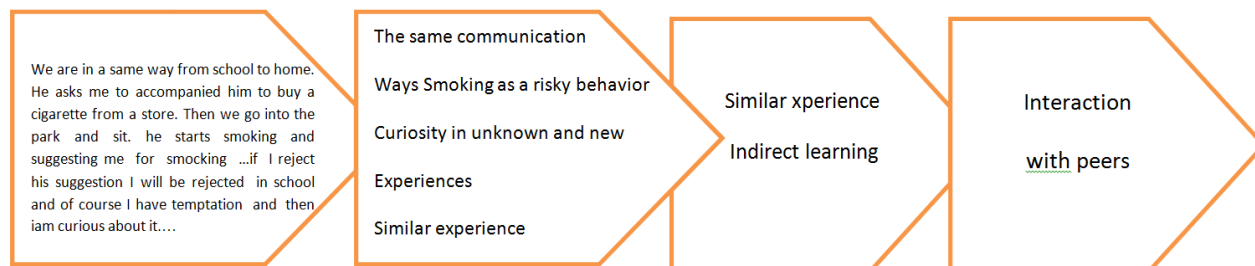 We are in a same way from school to home.
He asks me to accompanied him to buy a
cigarette from a store. Then we go into the
park and sit. he starts smoking and
suggesting me for smocking ...if I reject
his suggestion I will be rejected in school
and of course I have temptation and then
iam curious about it....
The same communication
Ways Smoking as a risky behavior
Curiosity in unknown and new
Experiences
Similar experience
Similar xperience
Indirect learning
Interaction
with peers